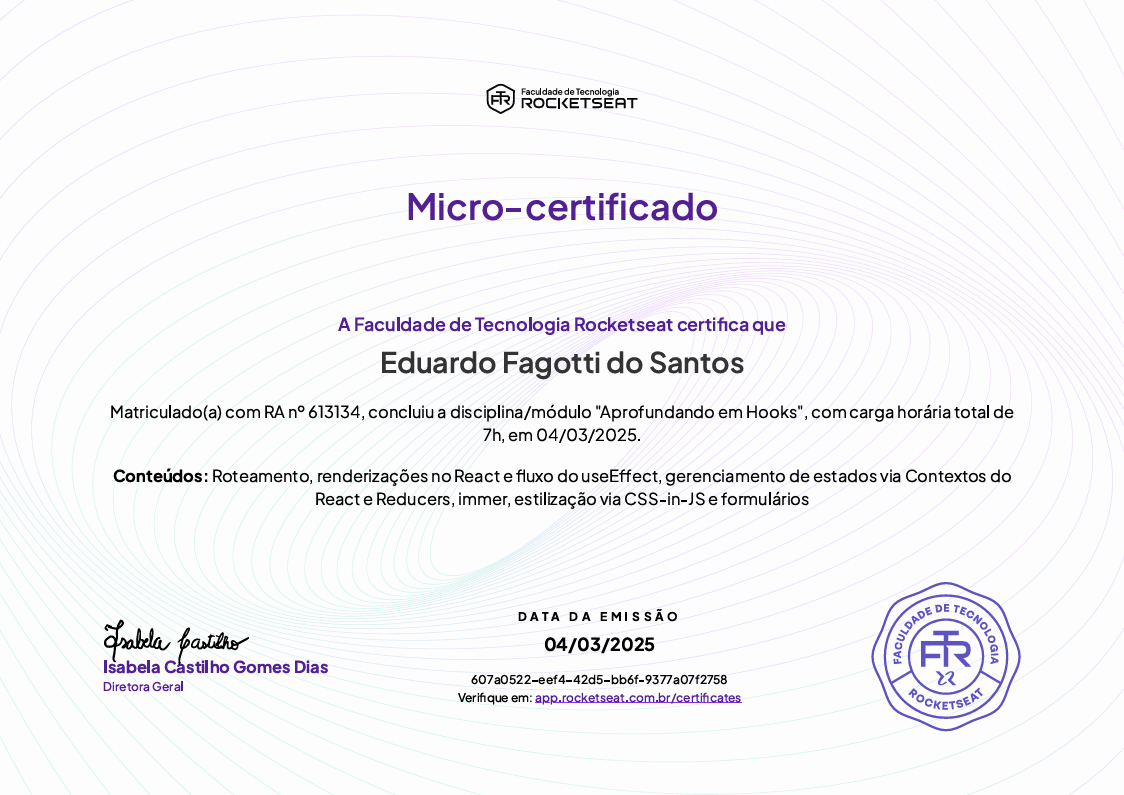 Faculdade de Tecnologia
ROCKETSEAT
Micro-certificado
A Faculdade de Tecnologia Rocketseat certifica que
Eduardo Fagotti do Santos
Matriculado(a) com RA nº 613134, concluiu a disciplina/módulo "Aprofundando em Hooks", com carga horária total de
7h, em 04/03/2025.
Conteúdos: Roteamento, renderizações no React e fluxo do useEffect, gerenciamento de estados via Contextos do
React e Reducers, immer, estilização via CSS-in-JS e formulários
Isabela Castilho
Isabela Castilho Gomes Dias
Diretora Geral
DATA DA EMISSÃO
04/03/2025
607a0522-eef4-42d5-bb6f-9377a07f2758
Verifique em: app.rocketseat.com.br/certificates
FACULDADE DE TECNOLOGIA
FTR
ROCKETSEAT